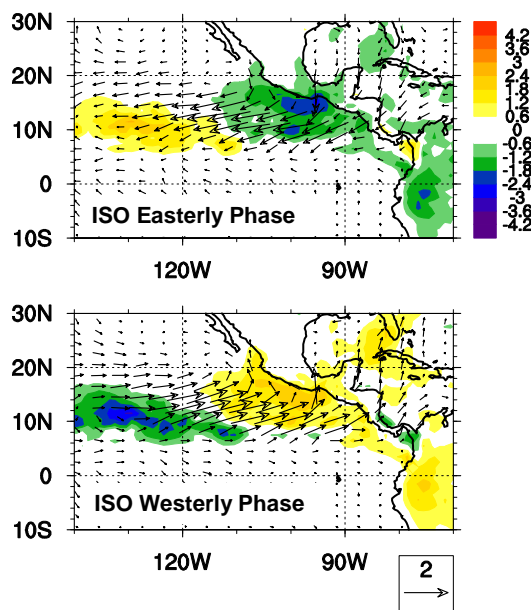 30N
20N
10N
0
10S
ISO Easterly Phase
120W
90W
4.2
3.6
3
2.4
1.8
1.2
0.6
0
-0.6
-1.2
-1.8
-2.4
-3
-3.6
-4.2
30N
20N
10N
0
10S
ISO Westerly Phase
120W
90W
2